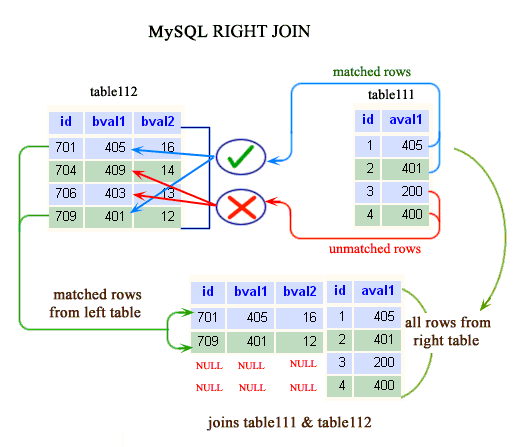 MySQL RIGHT JOIN
matched rows
table112
table111
id bval1 bval2
701 405 16
704 409 14
706 403 13
709 401 12
id aval1
1 405
2 401
3 200
4 400
unmatched rows
matched rows
from left table
id bval1 bval2 id aval1
701 405 16 1 405
709 401 12 2 401
NULL NULL NULL 3 200
NULL NULL NULL 4 400
all rows from
right table
joins table111 & table112